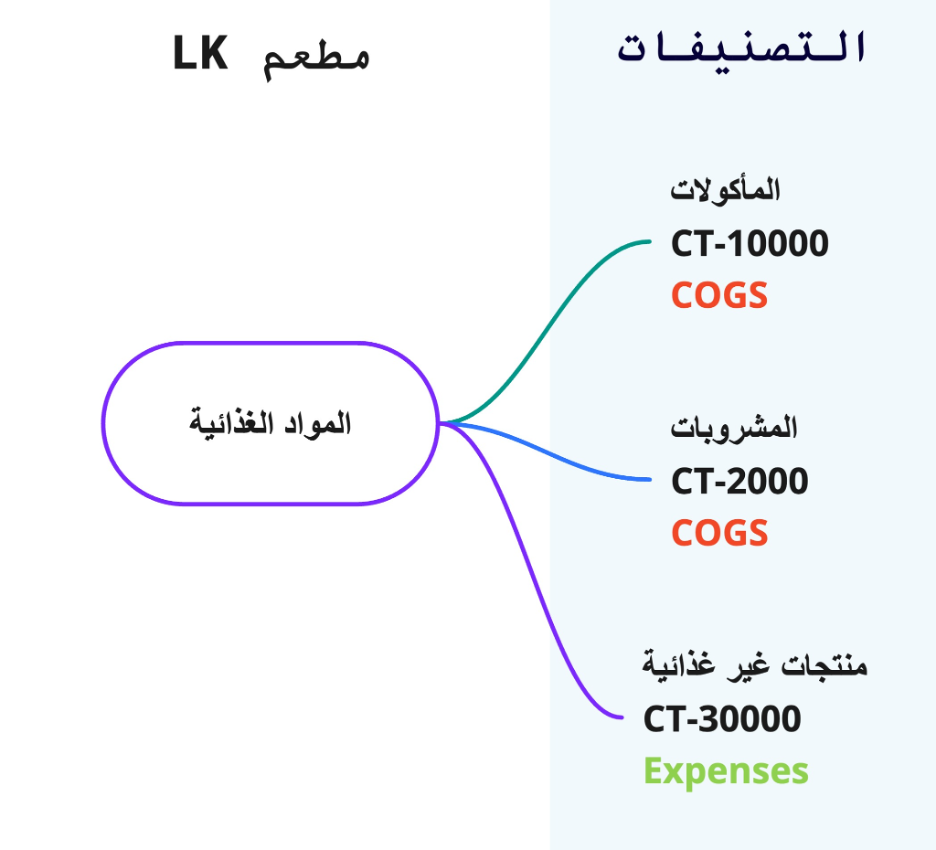 مطعم LK
التصنيفات
المأكولات
CT-10000
COGS
المواد الغذائية
المشروبات
CT-2000
COGS
منتجات غير غذائية
CT-30000
Expenses